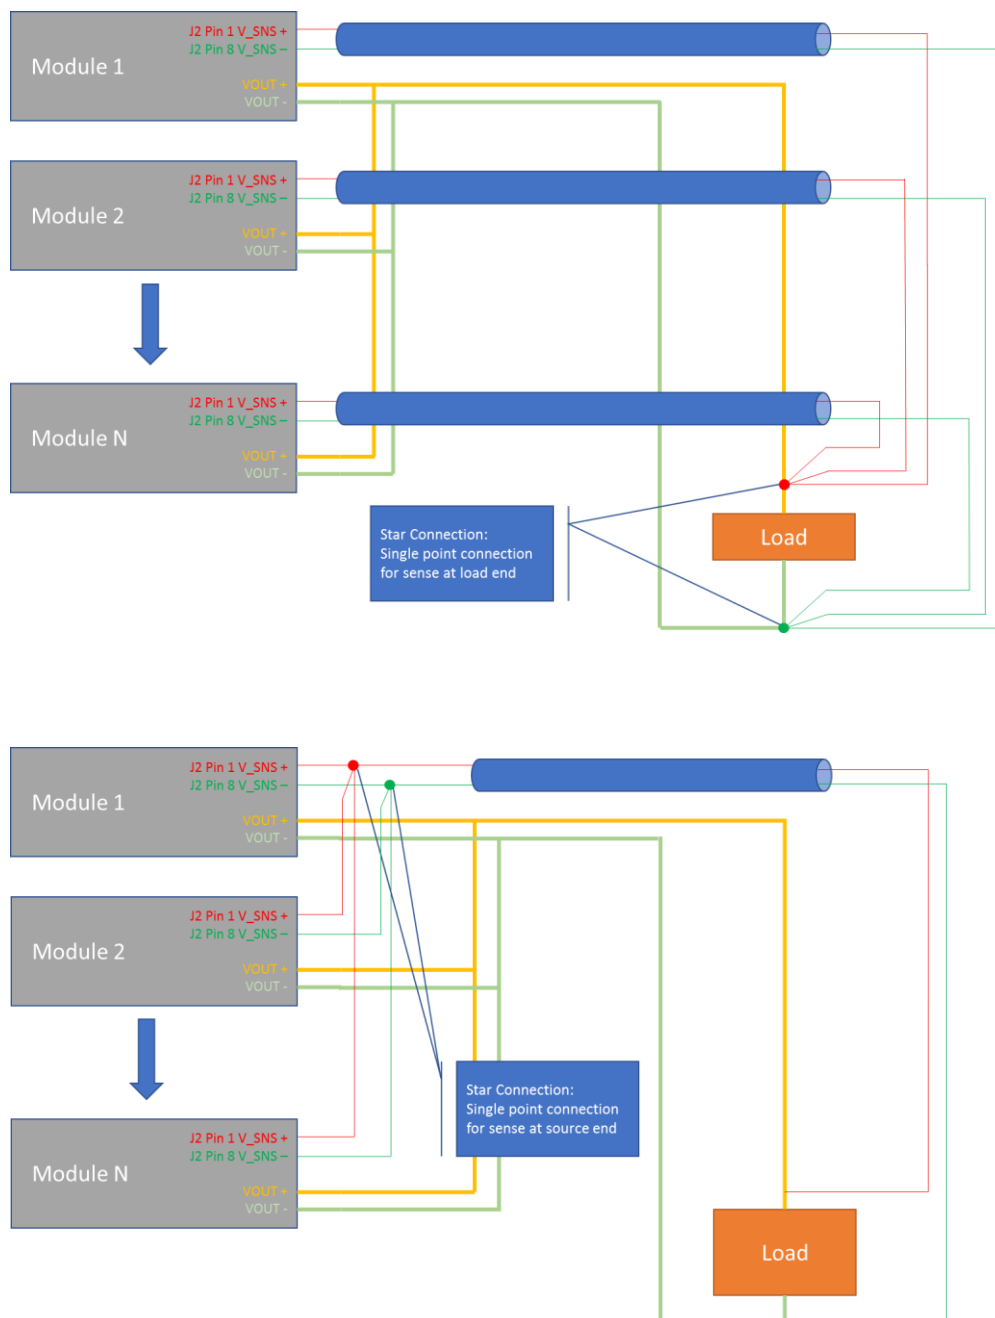 J2 Pin 1 V_SNS +
J2 Pin 8 V_SNS –
Module 1
VOUT +
VOUT -
J2 Pin 1 V_SNS +
J2 Pin 8 V_SNS –
Module 2
VOUT +
VOUT -
J2 Pin 1 V_SNS +
J2 Pin 8 V_SNS –
Module N
VOUT +
VOUT -
Star Connection:
Single point connection
for sense at load end
Load
J2 Pin 1 V_SNS +
J2 Pin 8 V_SNS –
Module 1
VOUT +
VOUT -
J2 Pin 1 V_SNS +
J2 Pin 8 V_SNS –
Module 2
VOUT +
VOUT -
Star Connection:
Single point connection
for sense at source end
J2 Pin 1 V_SNS +
J2 Pin 8 V_SNS –
Module N
VOUT +
VOUT -
Load